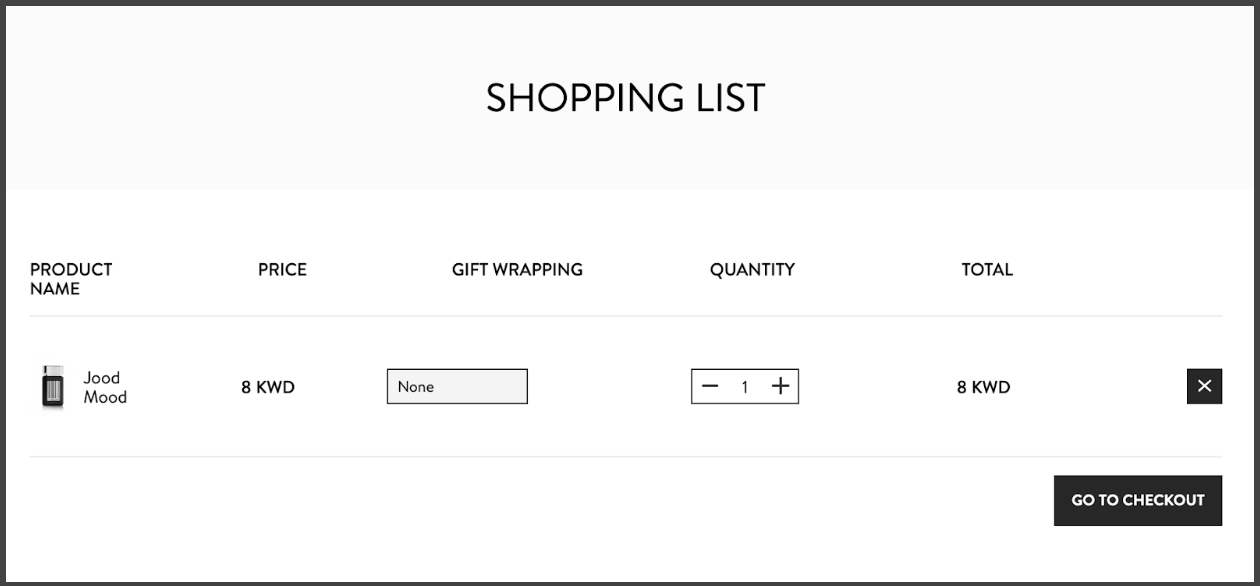 SHOPPING LIST
PRODUCT NAME
PRICE
GIFT WRAPPING
QUANTITY
TOTAL
Jood
Mood
8 KWD
None
1
8 KWD
GO TO CHECKOUT